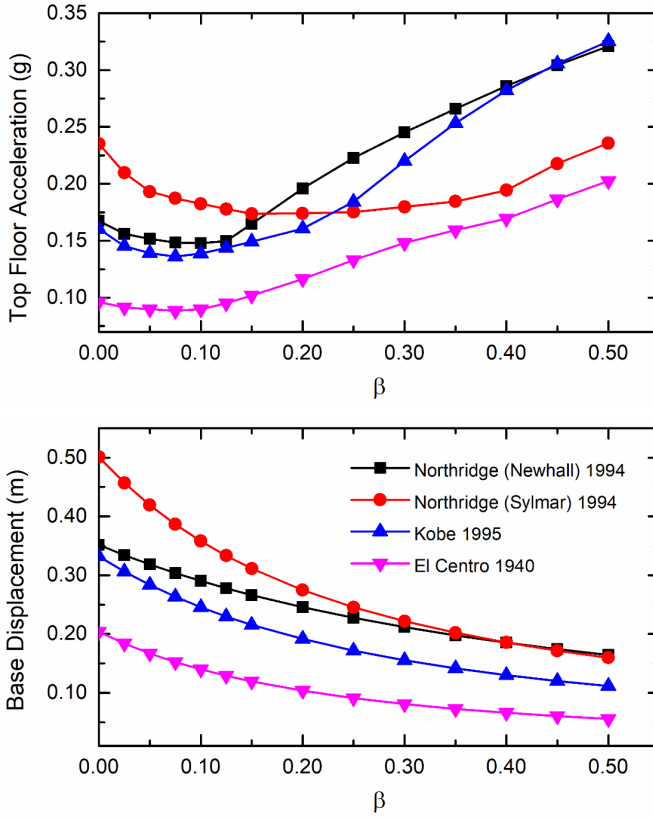 Top Floor Acceleration (g)
0.35
0.30
0.25
0.20
0.15
0.10
0.00 0.10 0.20 0.30 0.40 0.50
β
Base Displacement (m)
0.50
0.40
0.30
0.20
0.10
Northridge (Newhall) 1994
Northridge (Sylmar) 1994
Kobe 1995
El Centro 1940
0.00 0.10 0.20 0.30 0.40 0.50
β